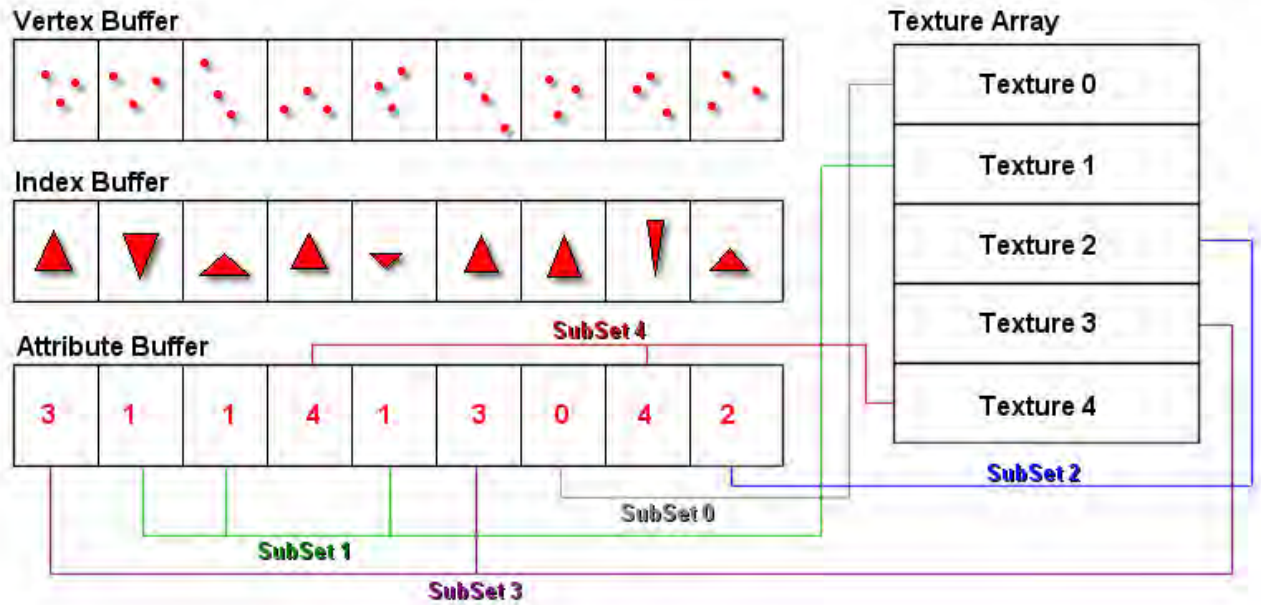 Vertex Buffer
Index Buffer
SubSet 4
Attribute Buffer
3 1 1 4 1 3 0 4 2
SubSet 0
SubSet 1
SubSet 3
Texture Array
Texture 0
Texture 1
Texture 2
Texture 3
Texture 4
SubSet 2